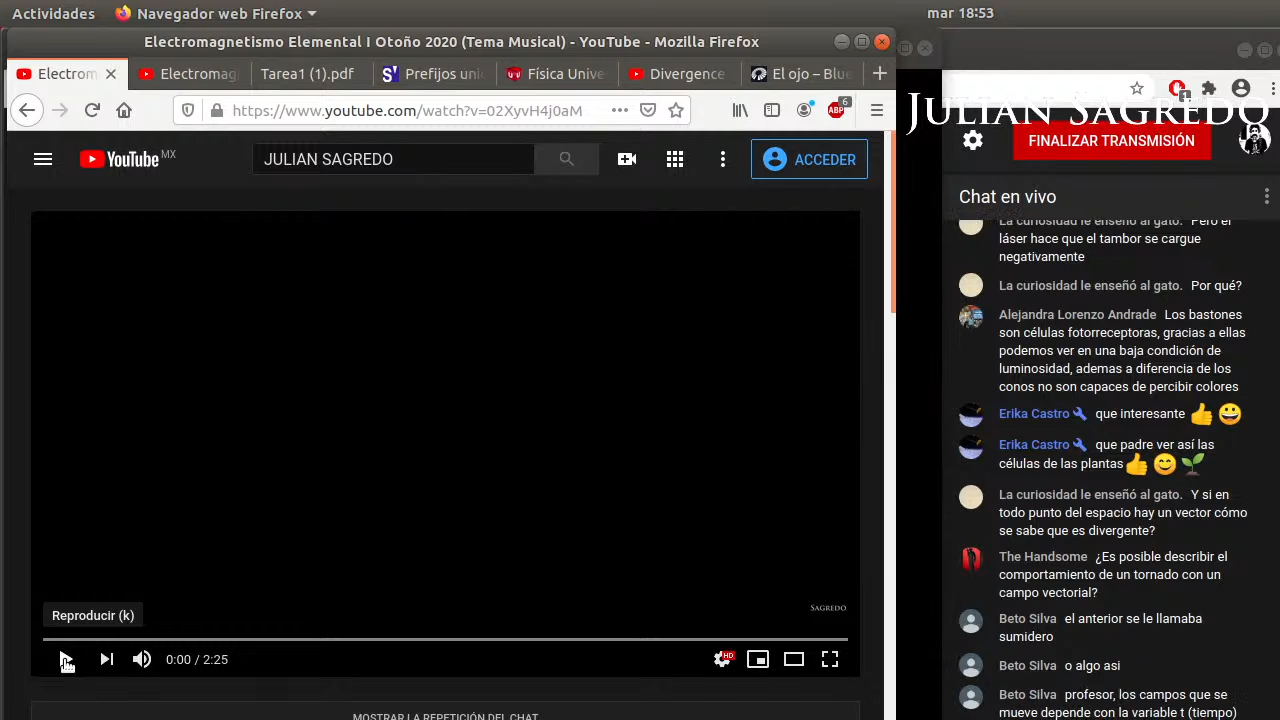 Actividades
Navegador web Firefox
mar 18:53
Electromagnetismo Elemental I Otoño 2020 (Tema Musical) - YouTube - Mozilla Firefox
Electrom
Electromag
Tarea1 (1).pdf
Prefijos uni
Física Unive
Divergence
El ojo – Blue
https://www.youtube.com/watch?v=02XyvH4j0aM
ABP
6
1
JULIAN SAGREDO
YouTube MX
JULIAN SAGREDO
ACCEDER
FINALIZAR TRANSMISIÓN
Chat en vivo
La curiosidad le enseñó al gato. Pero el
láser hace que el tambor se cargue
negativamente
La curiosidad le enseñó al gato. Por qué?
Alejandra Lorenzo Andrade Los bastones
son células fotorreceptoras, gracias a ellas
podemos ver en una baja condición de
luminosidad, ademas a diferencia de los
conos no son capaces de percibir colores
Erika Castro que interesante 👍😀
Erika Castro que padre ver así las
células de las plantas👍😊🌱
La curiosidad le enseñó al gato. Y si en
todo punto del espacio hay un vector cómo
se sabe que es divergente?
The Handsome ¿Es posible describir el
comportamiento de un tornado con un
campo vectorial?
Beto Silva el anterior se le llamaba
sumidero
Beto Silva o algo asi
Beto Silva profesor, los campos que se
mueve depende con la variable t (tiempo)
SAGREDO
Reproducir (k)
0:00 / 2:25
HD
MOSTRAR LA REPETICIÓN DEL CHAT